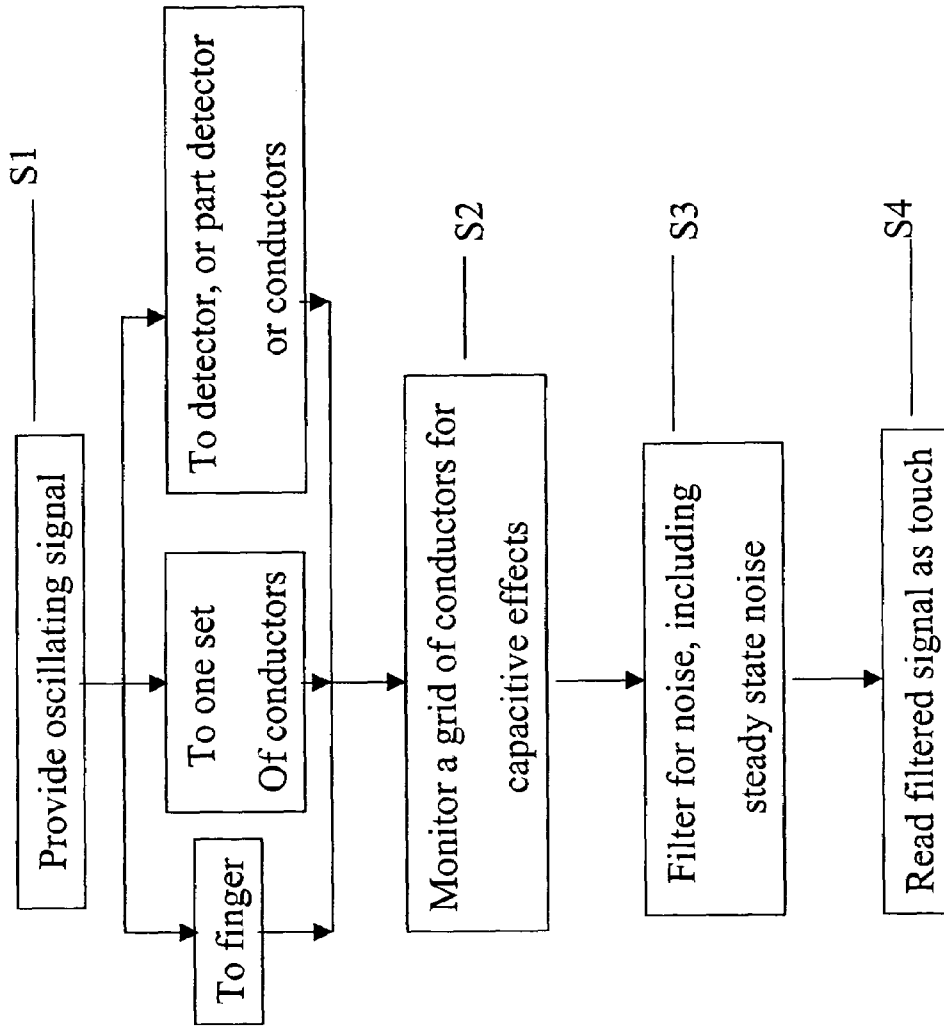 Provide oscillating signal
S1
To finger
To one set
Of conductors
To detector, or part detector
or conductors
Monitor a grid of conductors for
capacitive effects
S2
Filter for noise, including
steady state noise
S3
Read filtered signal as touch
S4